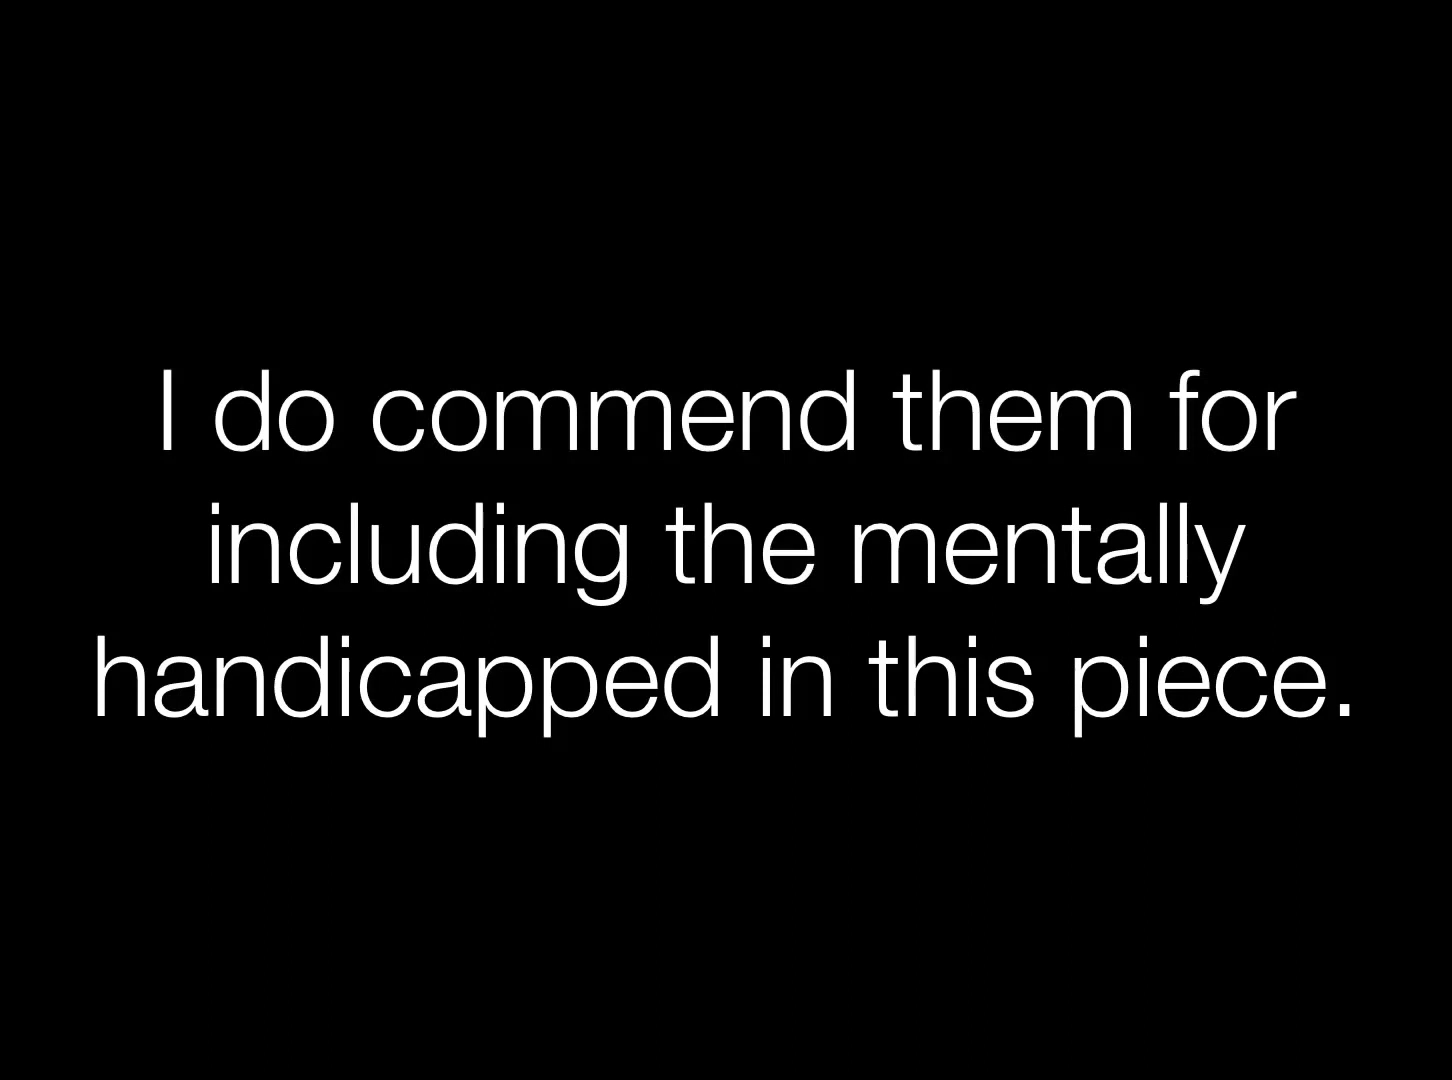 I do commend them for
including the mentally
handicapped in this piece.